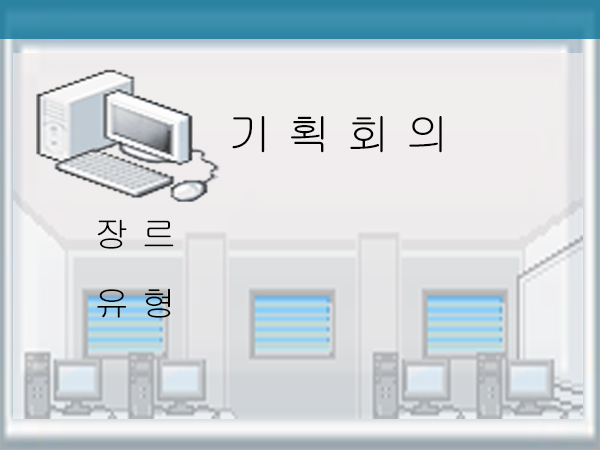 기 획 회 의
장 르
유 형